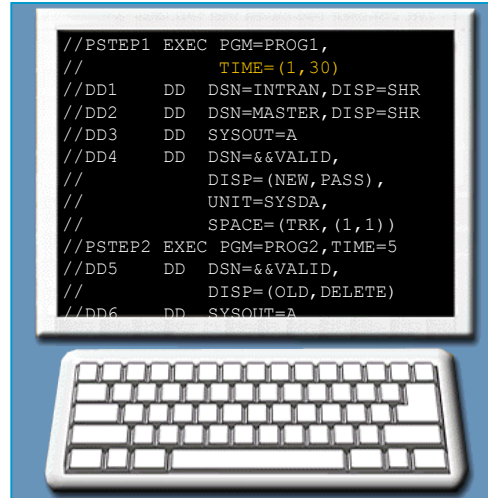 //PSTEP1 EXEC PGM=PROG1,
//            TIME=(1,30)
//DD1    DD  DSN=INTRAN,DISP=SHR
//DD2    DD  DSN=MASTER,DISP=SHR
//DD3    DD  SYSOUT=A
//DD4    DD  DSN=&&VALID,
//           DISP=(NEW,PASS),
//           UNIT=SYSDA,
//           SPACE=(TRK,(1,1))
//PSTEP2 EXEC PGM=PROG2,TIME=5
//DD5    DD  DSN=&&VALID,
//           DISP=(OLD,DELETE)
//DD6    DD  SYSOUT=A